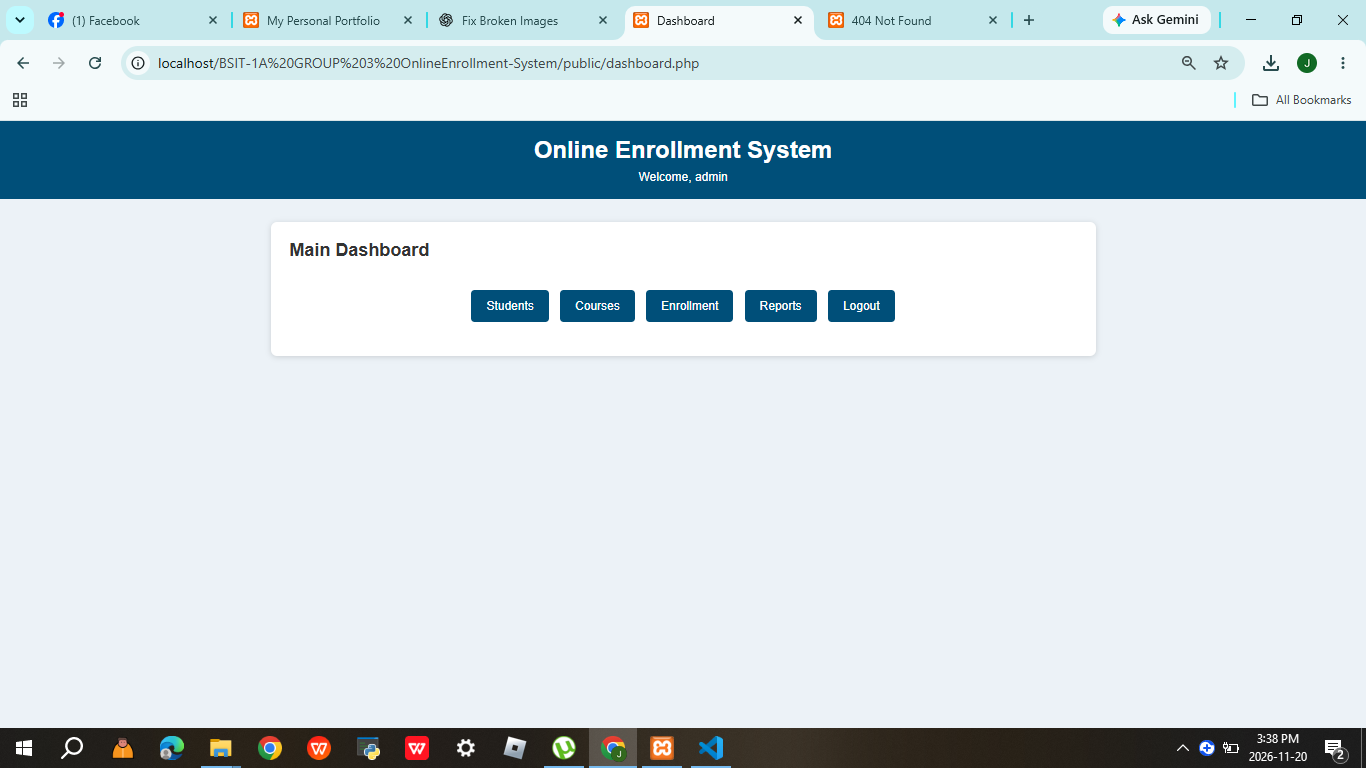 (1) Facebook
My Personal Portfolio
Fix Broken Images
Dashboard
404 Not Found
Ask Gemini
localhost/BSIT-1A%20GROUP%203%20OnlineEnrollment-System/public/dashboard.php
J
All Bookmarks
Online Enrollment System
Welcome, admin
Main Dashboard
Students
Courses
Enrollment
Reports
Logout
3:38 PM
2026-11-20
2